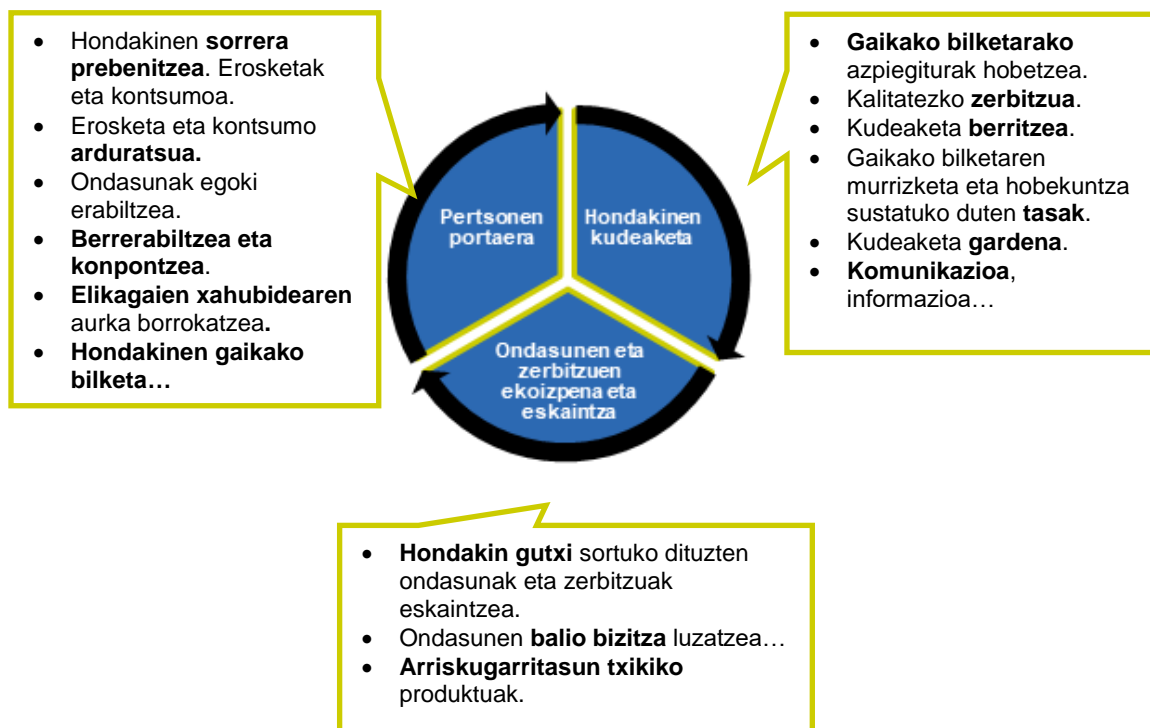 • Hondakinen sorrera
prebenitzea. Erosketak
eta kontsumoa.
• Erosketa eta kontsumo
arduratsua.
• Ondasunak egoki
erabiltzea.
• Berrerabiltzea eta
konpontzea.
• Elikagaien xahubidearen
aurka borrokatzea.
• Hondakinen gaikako
bilketa…
Pertsonen
portaera
Hondakinen
kudeaketa
Ondasunen eta
zerbitzuen
ekoizpena eta
eskaintza
• Gaikako bilketarako
azpiegiturak hobetzea.
• Kalitatezko zerbitzua.
• Kudeaketa berritzea.
• Gaikako bilketaren
murrizketa eta hobekuntza
sustatuko duten tasak.
• Kudeaketa gardena.
• Komunikazioa,
informazioa…
• Hondakin gutxi sortuko dituzten
ondasunak eta zerbitzuak
eskaintzea.
• Ondasunen balio bizitza luzatzea…
• Arriskugarritasun txikiko
produktuak.